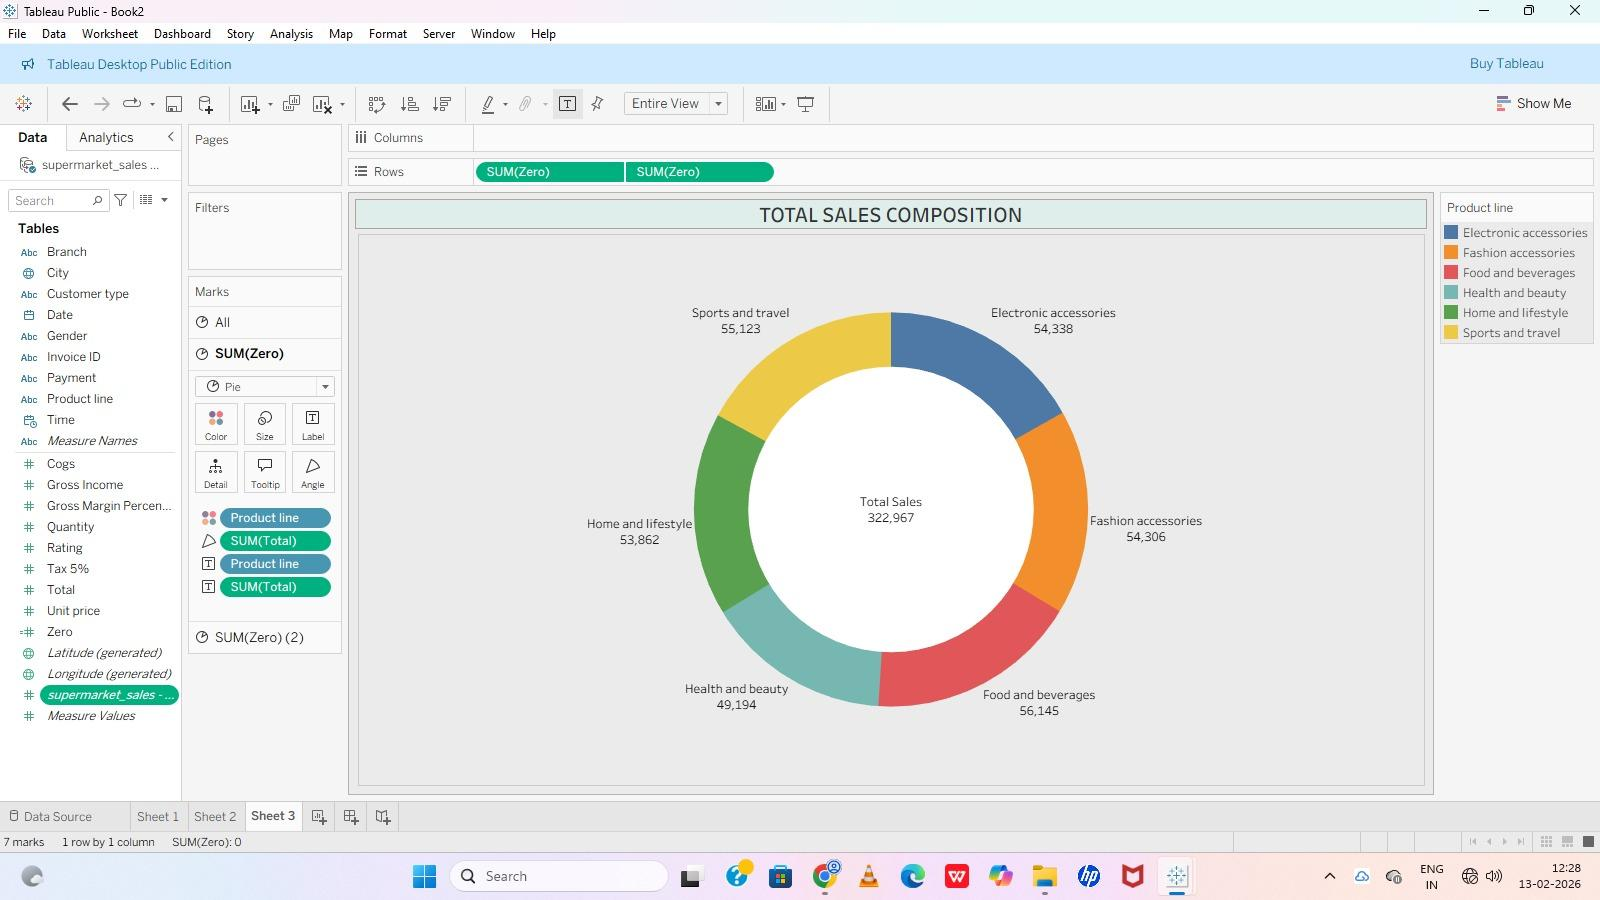 Tableau Public - Book2
File Data Worksheet Dashboard Story Analysis Map Format Server Window Help
Tableau Desktop Public Edition
Buy Tableau
Entire View
Show Me
Data
Analytics
supermarket_sales ...
Search
Tables
Abc Branch
City
Abc Customer type
Date
Abc Gender
Abc Invoice ID
Abc Payment
Abc Product line
Time
Abc Measure Names
Cogs
Gross Income
Gross Margin Percen...
Quantity
Rating
Tax 5%
Total
Unit price
Zero
Latitude (generated)
Longitude (generated)
supermarket_sales - ...
Measure Values
Pages
Filters
Marks
All
SUM(Zero)
Pie
Color Size Label
Detail Tooltip Angle
Product line
SUM(Total)
Product line
SUM(Total)
SUM(Zero) (2)
Columns
Rows
SUM(Zero) SUM(Zero)
TOTAL SALES COMPOSITION
Sports and travel
55,123
Electronic accessories
54,338
Total Sales
322,967
Home and lifestyle
53,862
Fashion accessories
54,306
Health and beauty
49,194
Food and beverages
56,145
Product line
Electronic accessories
Fashion accessories
Food and beverages
Health and beauty
Home and lifestyle
Sports and travel
Data Source Sheet 1 Sheet 2 Sheet 3
7 marks 1 row by 1 column SUM(Zero): 0
Search
ENG
IN
12:28
13-02-2026